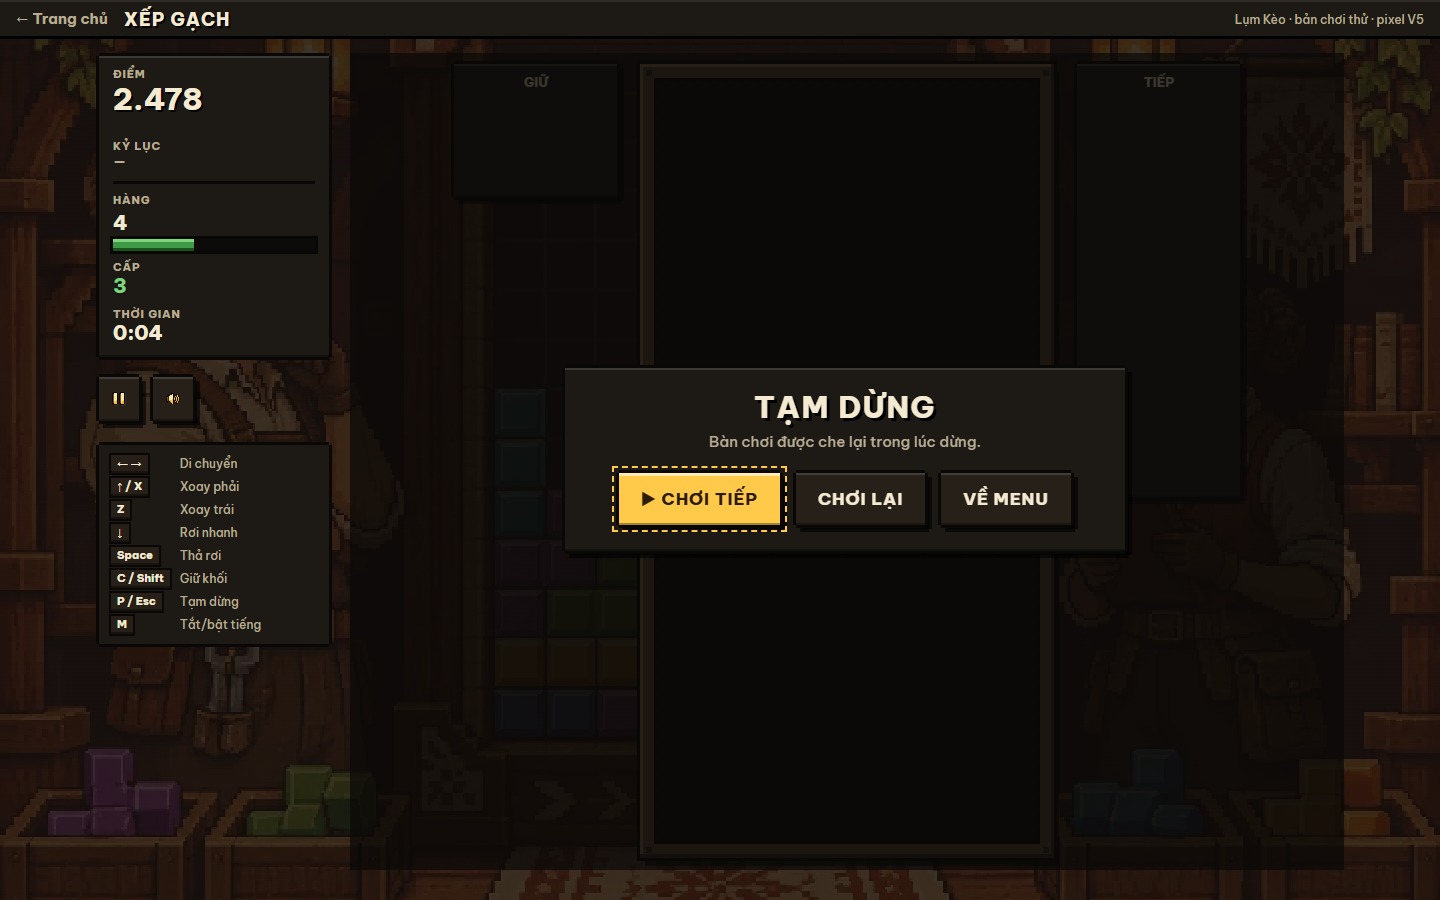 ← Trang chủ XẾP GẠCH
Lụm Kèo · bản chơi thử · pixel V5
ĐIỂM
2.478
KỶ LỤC
—
HÀNG
4
CẤP
3
THỜI GIAN
0:04
←→ Di chuyển
↑ / X Xoay phải
Z Xoay trái
↓ Rơi nhanh
Space Thả rơi
C / Shift Giữ khối
P / Esc Tạm dừng
M Tắt/bật tiếng
GIỮ
TIẾP
TẠM DỪNG
Bàn chơi được che lại trong lúc dừng.
▶ CHƠI TIẾP CHƠI LẠI VỀ MENU